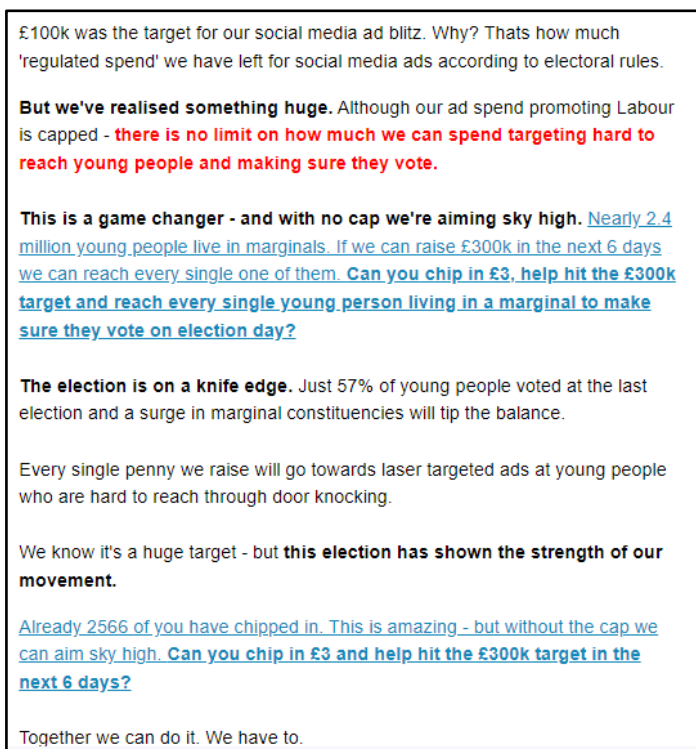 £100k was the target for our social media ad blitz. Why? Thats how much
'regulated spend' we have left for social media ads according to electoral rules.
But we've realised something huge. Although our ad spend promoting Labour
is capped - there is no limit on how much we can spend targeting hard to
reach young people and making sure they vote.
This is a game changer - and with no cap we're aiming sky high. Nearly 2.4
million young people live in marginals. If we can raise £300k in the next 6 days
we can reach every single one of them. Can you chip in £3, help hit the £300k
target and reach every single young person living in a marginal to make
sure they vote on election day?
The election is on a knife edge. Just 57% of young people voted at the last
election and a surge in marginal constituencies will tip the balance.
Every single penny we raise will go towards laser targeted ads at young people
who are hard to reach through door knocking.
We know it's a huge target - but this election has shown the strength of our
movement.
Already 2566 of you have chipped in. This is amazing - but without the cap we
can aim sky high. Can you chip in £3 and help hit the £300k target in the
next 6 days?
Together we can do it. We have to.